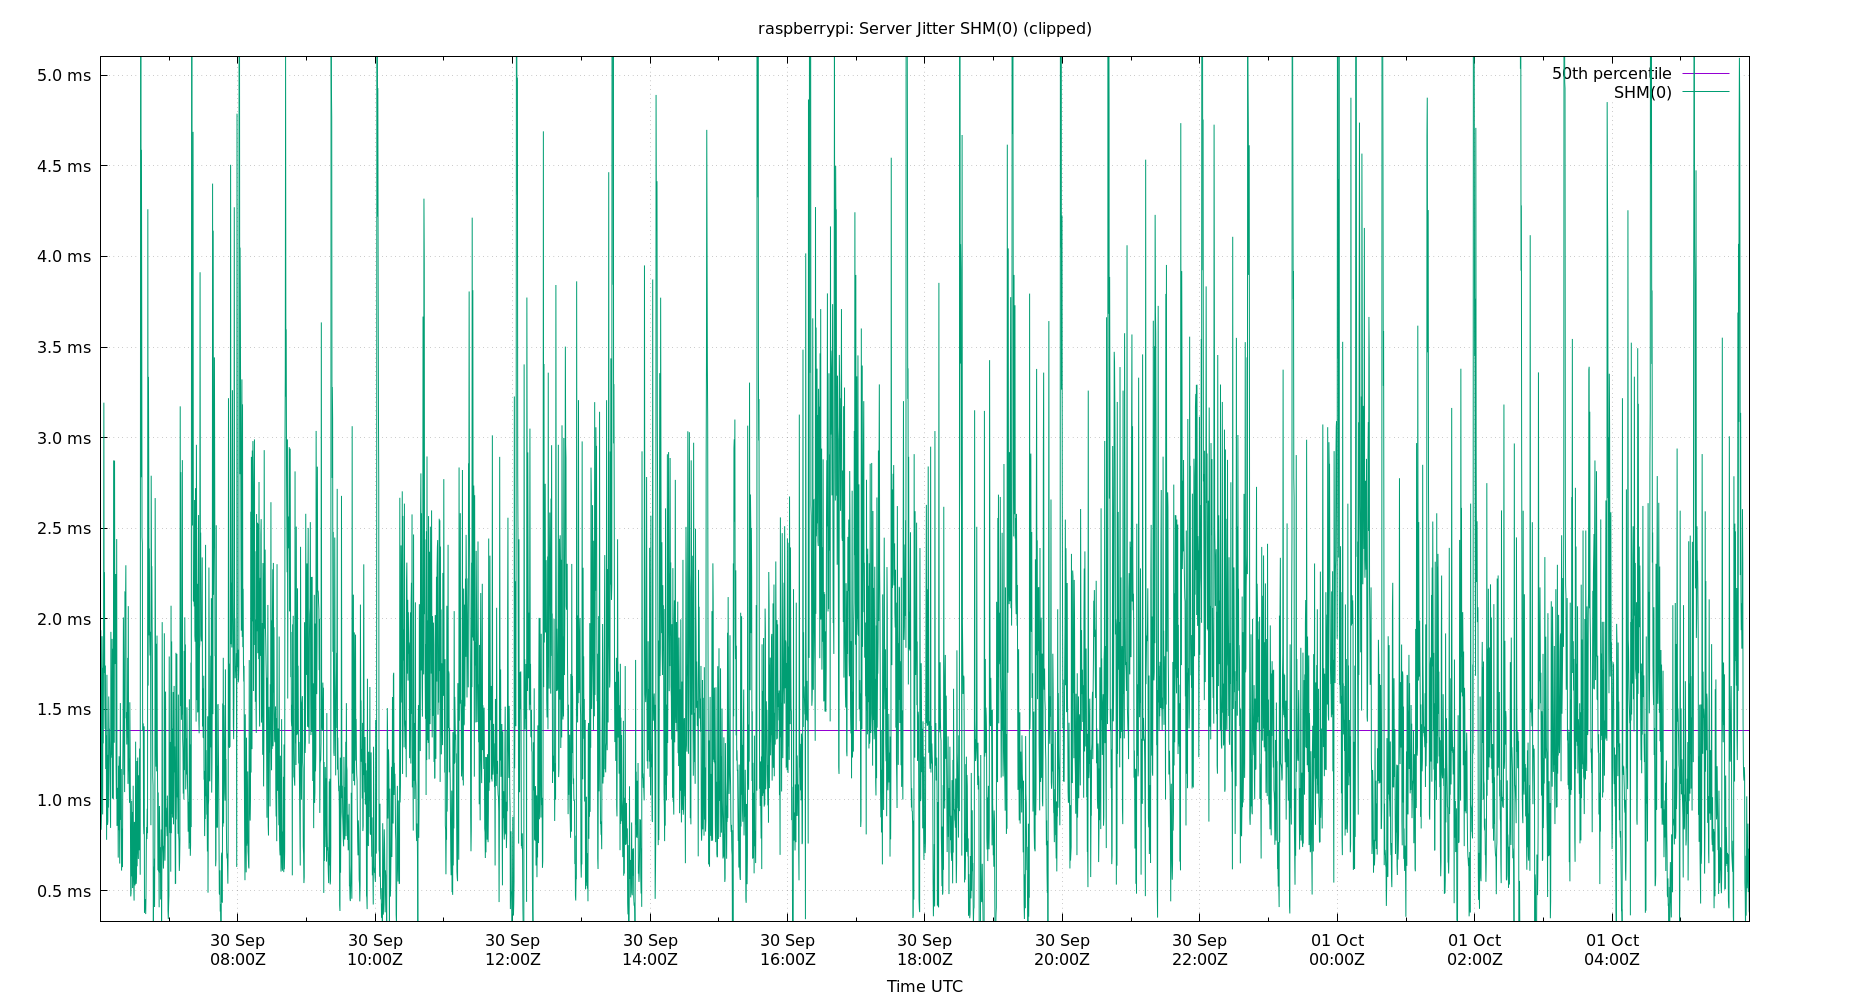 raspberrypi: Server Jitter SHM(0) (clipped)
50th percentile
SHM(0)
5.0 ms
4.5 ms
4.0 ms
3.5 ms
3.0 ms
2.5 ms
2.0 ms
1.5 ms
1.0 ms
0.5 ms
30 Sep 30 Sep 30 Sep 30 Sep 30 Sep 30 Sep 30 Sep 30 Sep 01 Oct 01 Oct 01 Oct
08:00Z 10:00Z 12:00Z 14:00Z 16:00Z 18:00Z 20:00Z 22:00Z 00:00Z 02:00Z 04:00Z
Time UTC